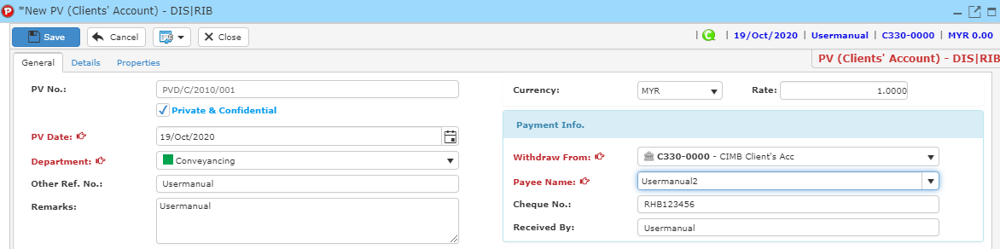 *New PV (Clients' Account) - DIS|RIB
Save Cancel Close | | 19/Oct/2020 | Usermanual | C330-0000 | MYR 0.00
General Details Properties PV (Clients' Account) - DIS|RIB
PV No.: PVD/C/2010/001
Private & Confidential
PV Date: 19/Oct/2020
Department: Conveyancing
Other Ref. No.: Usermanual
Remarks: Usermanual
Currency: MYR Rate: 1.0000
Payment Info.
Withdraw From: C330-0000 - CIMB Client's Acc
Payee Name: Usermanual2
Cheque No.: RHB123456
Received By: Usermanual